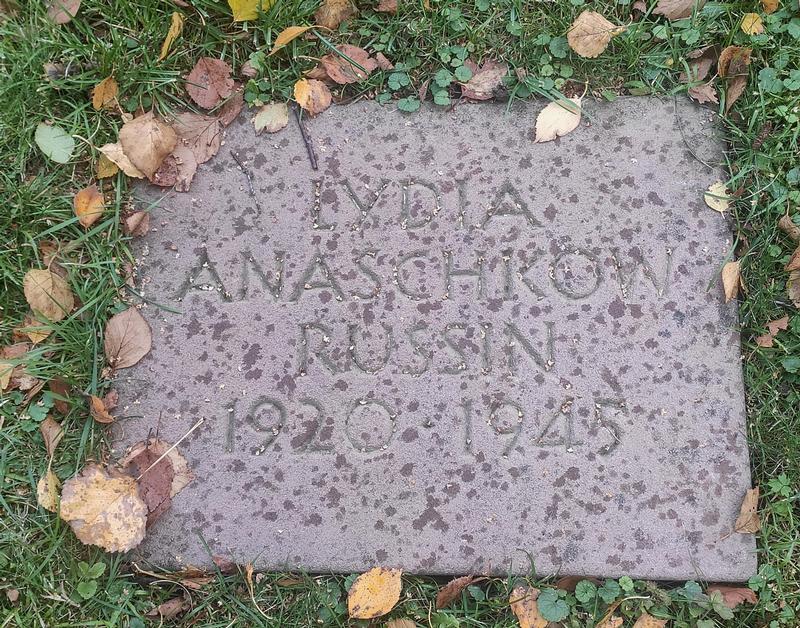 LYDIA
ANASCHKOW
RUSSIN
1920 · 1945